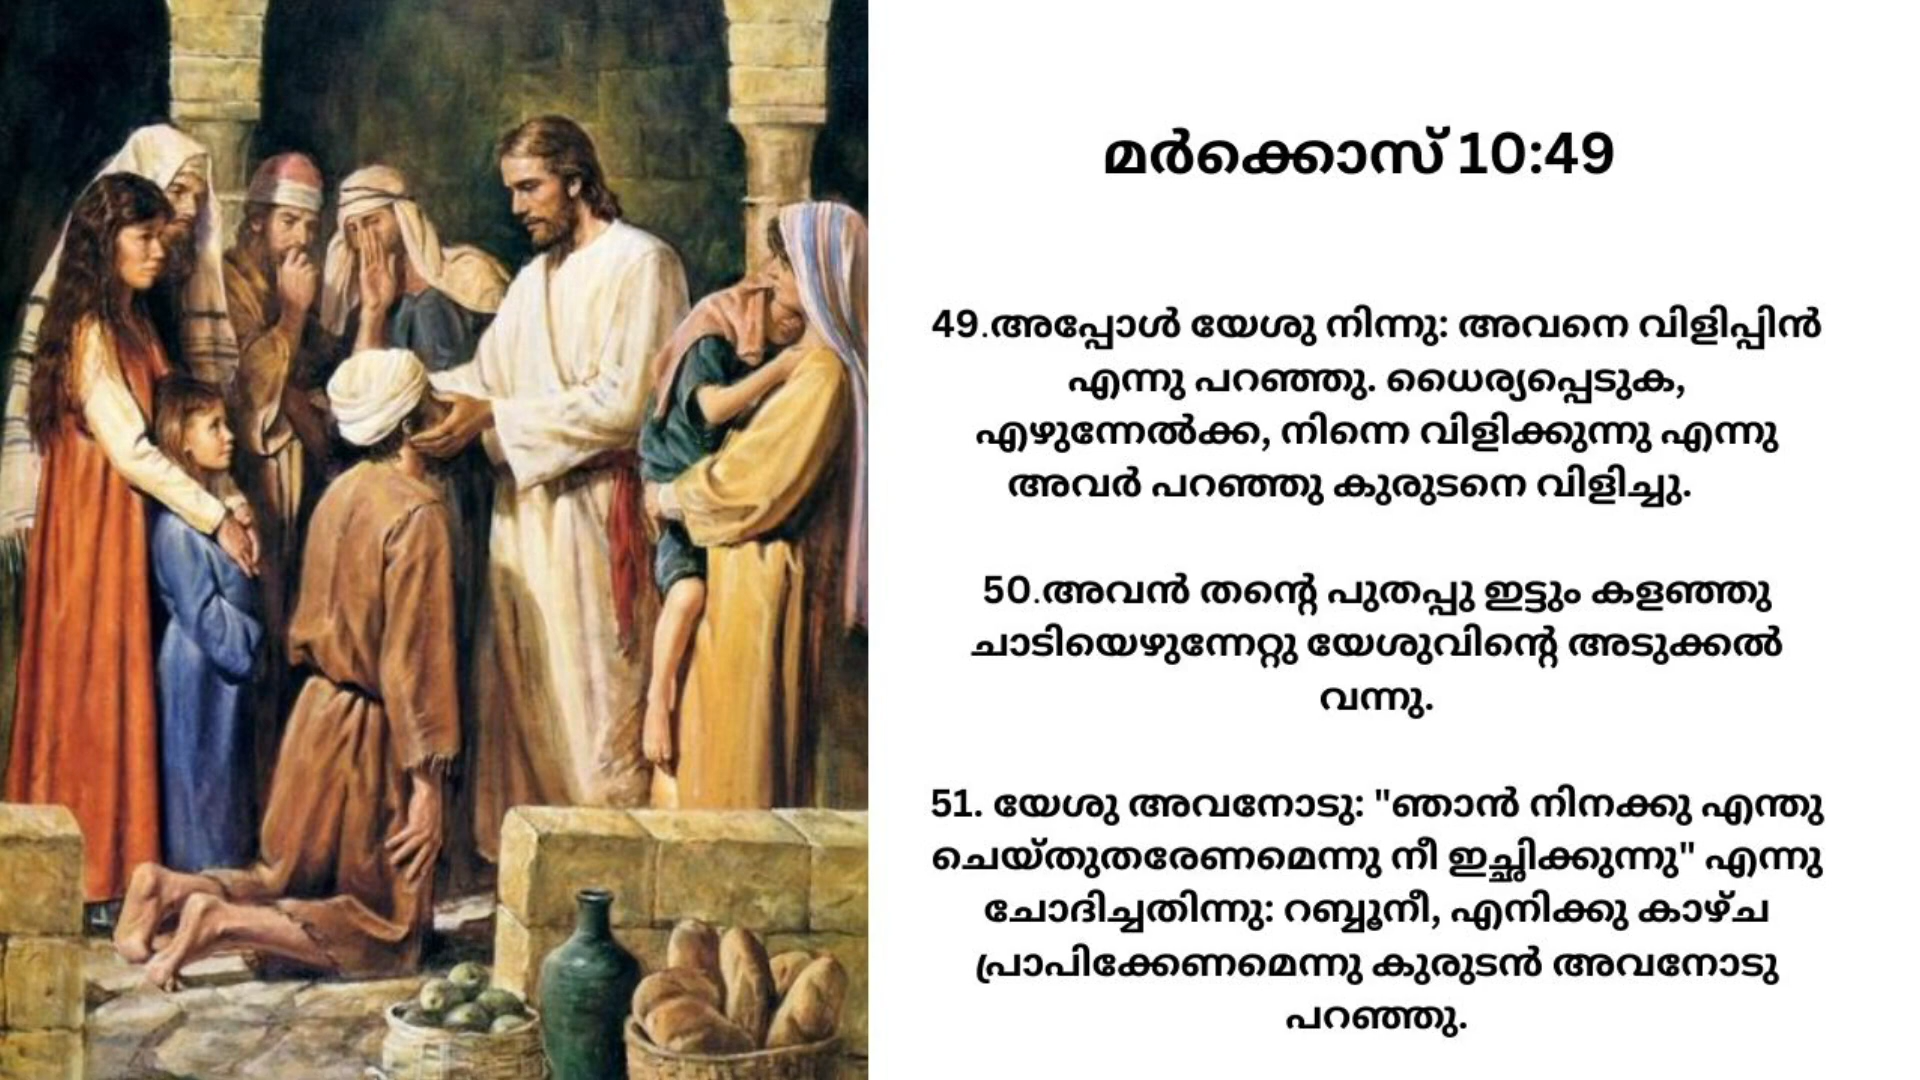 മർക്കൊസ് 10:49
49.അപ്പോൾ യേശു നിന്നു: അവനെ വിളിപ്പിൻ
എന്നു പറഞ്ഞു. ധൈര്യപ്പെടുക,
എഴുന്നേൽക്ക, നിന്നെ വിളിക്കുന്നു എന്നു
അവർ പറഞ്ഞു കുരുടനെ വിളിച്ചു.
50.അവൻ തന്റെ പുതപ്പു ഇട്ടും കളഞ്ഞു
ചാടിയെഴുന്നേറ്റു യേശുവിന്റെ അടുക്കൽ
വന്നു.
51. യേശു അവനോടു: "ഞാൻ നിനക്കു എന്തു
ചെയ്തുതരേണമെന്നു നീ ഇച്ഛിക്കുന്നു" എന്നു
ചോദിച്ചതിന്നു: റബ്ബൂനീ, എനിക്കു കാഴ്ച
പ്രാപിക്കേണമെന്നു കുരുടൻ അവനോടു
പറഞ്ഞു.